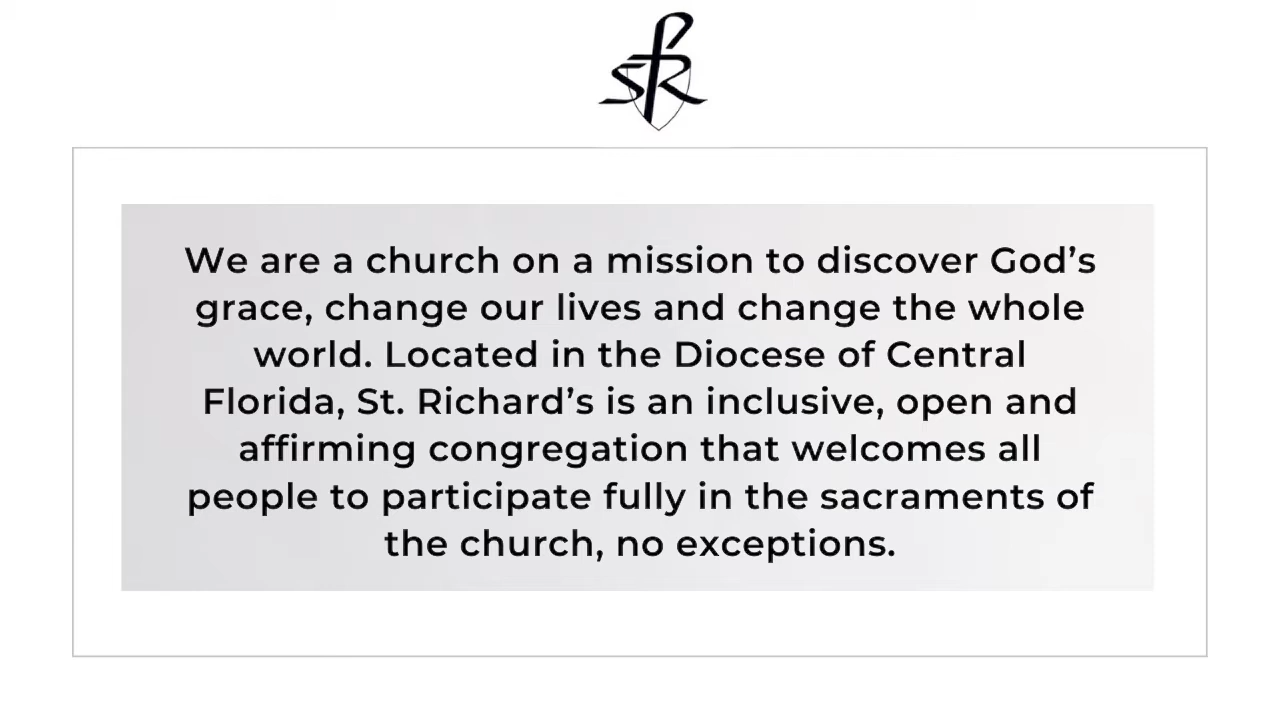 SR
We are a church on a mission to discover God’s
grace, change our lives and change the whole
world. Located in the Diocese of Central
Florida, St. Richard’s is an inclusive, open and
affirming congregation that welcomes all
people to participate fully in the sacraments of
the church, no exceptions.